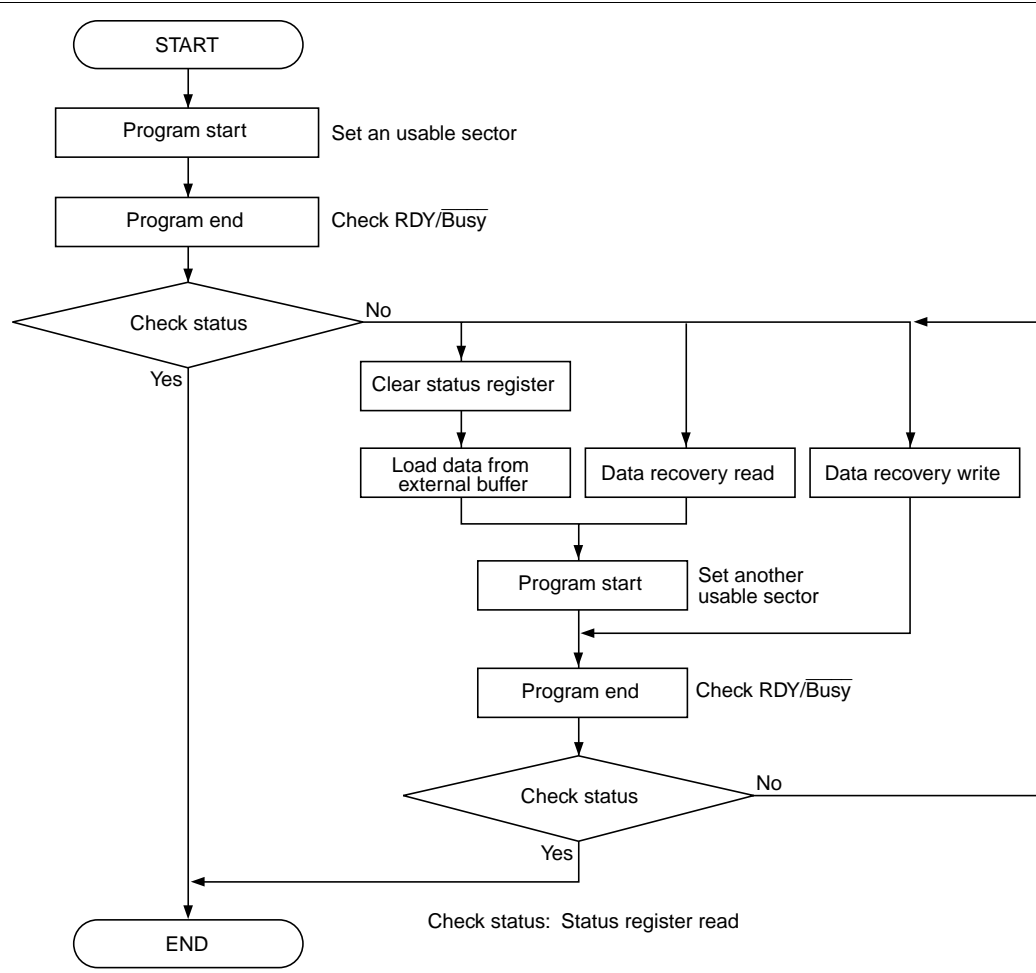 START
Program start
Set an usable sector
Program end
Check RDY/Busy
Check status
No
Yes
Clear status register
Load data from
external buffer
Data recovery read
Data recovery write
Program start
Set another
usable sector
Program end
Check RDY/Busy
Check status
No
Yes
Check status: Status register read
END